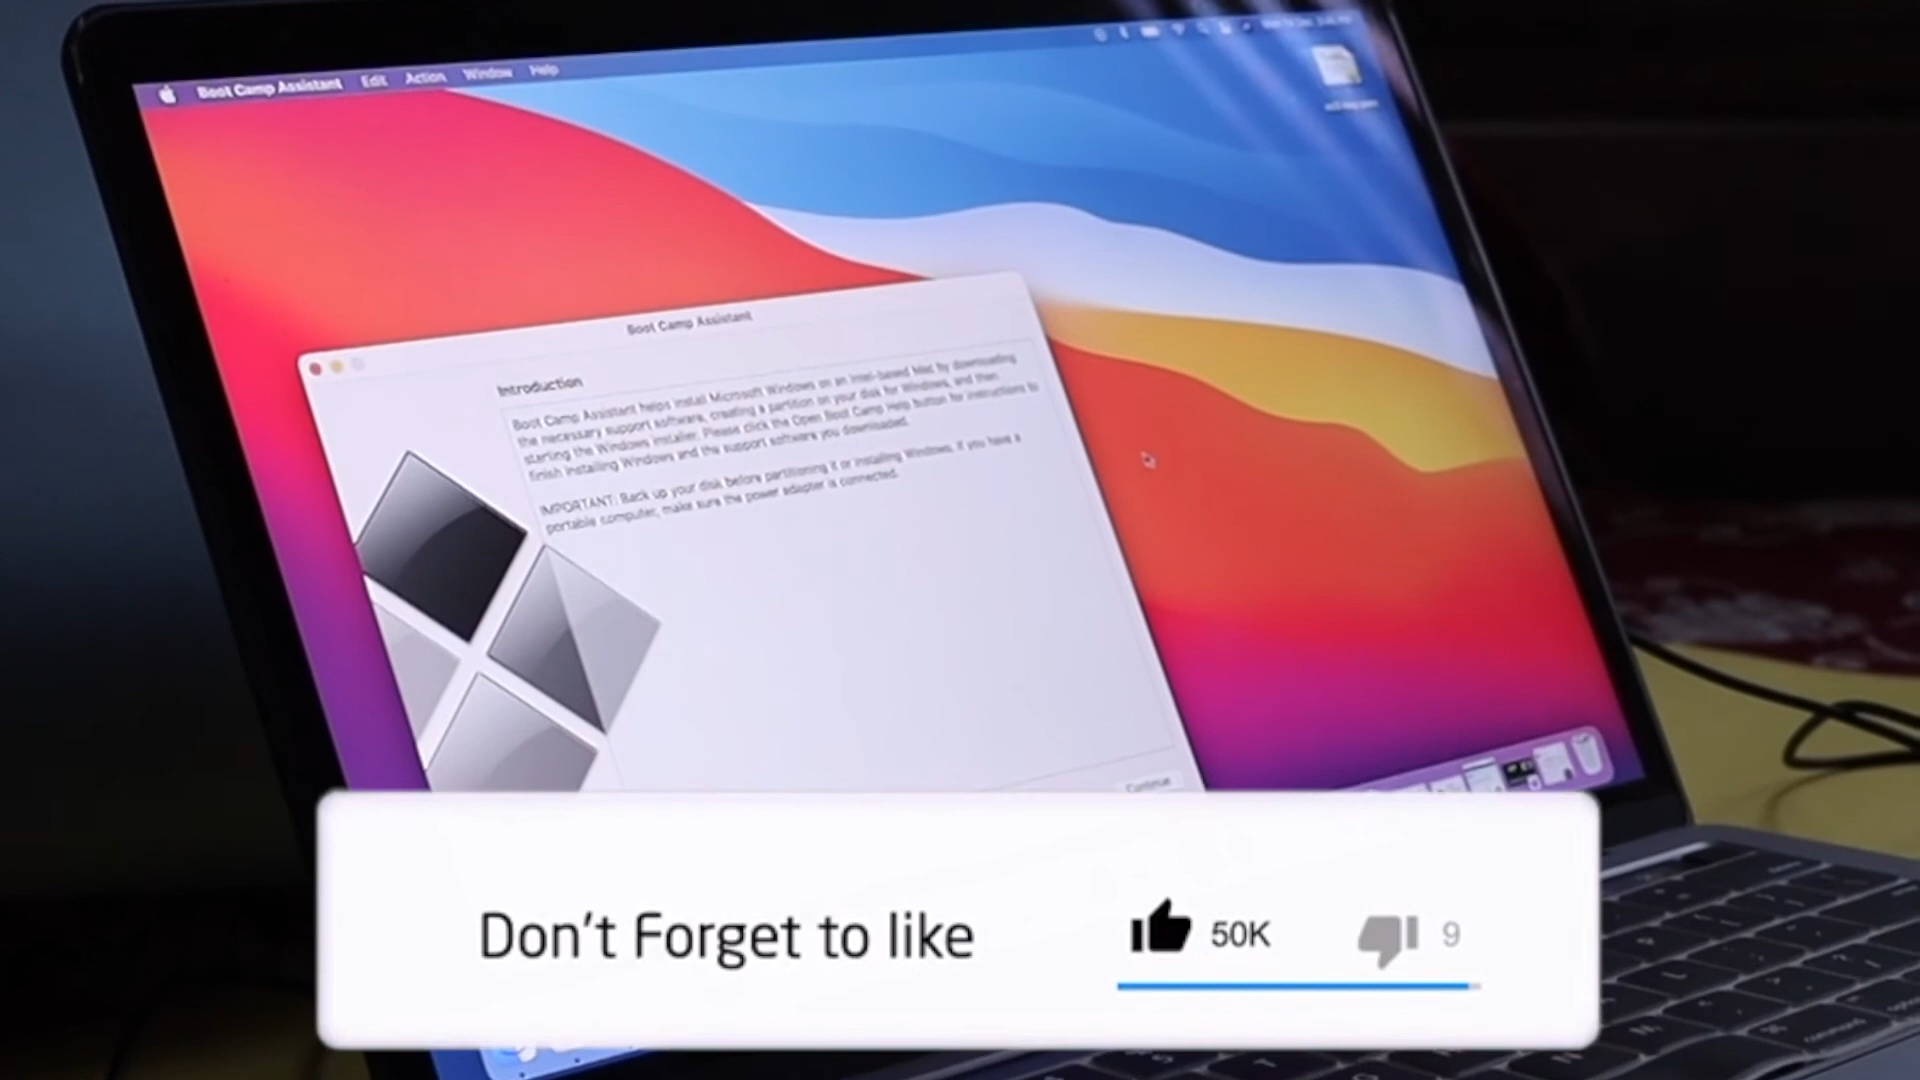 Boot Camp Assistant Edit Action Window Help
Boot Camp Assistant
Introduction
Boot Camp Assistant helps install Microsoft Windows on an Intel-based Mac by downloading
the necessary support software, creating a partition on your disk for Windows, and then
starting the Windows installer. Please click the Open Boot Camp Help button for instructions to
finish installing Windows and the support software you downloaded.
IMPORTANT: Back up your disk before partitioning it or installing Windows. If you have a
portable computer, make sure the power adapter is connected.
Continue
Don't Forget to like 50K 9
command